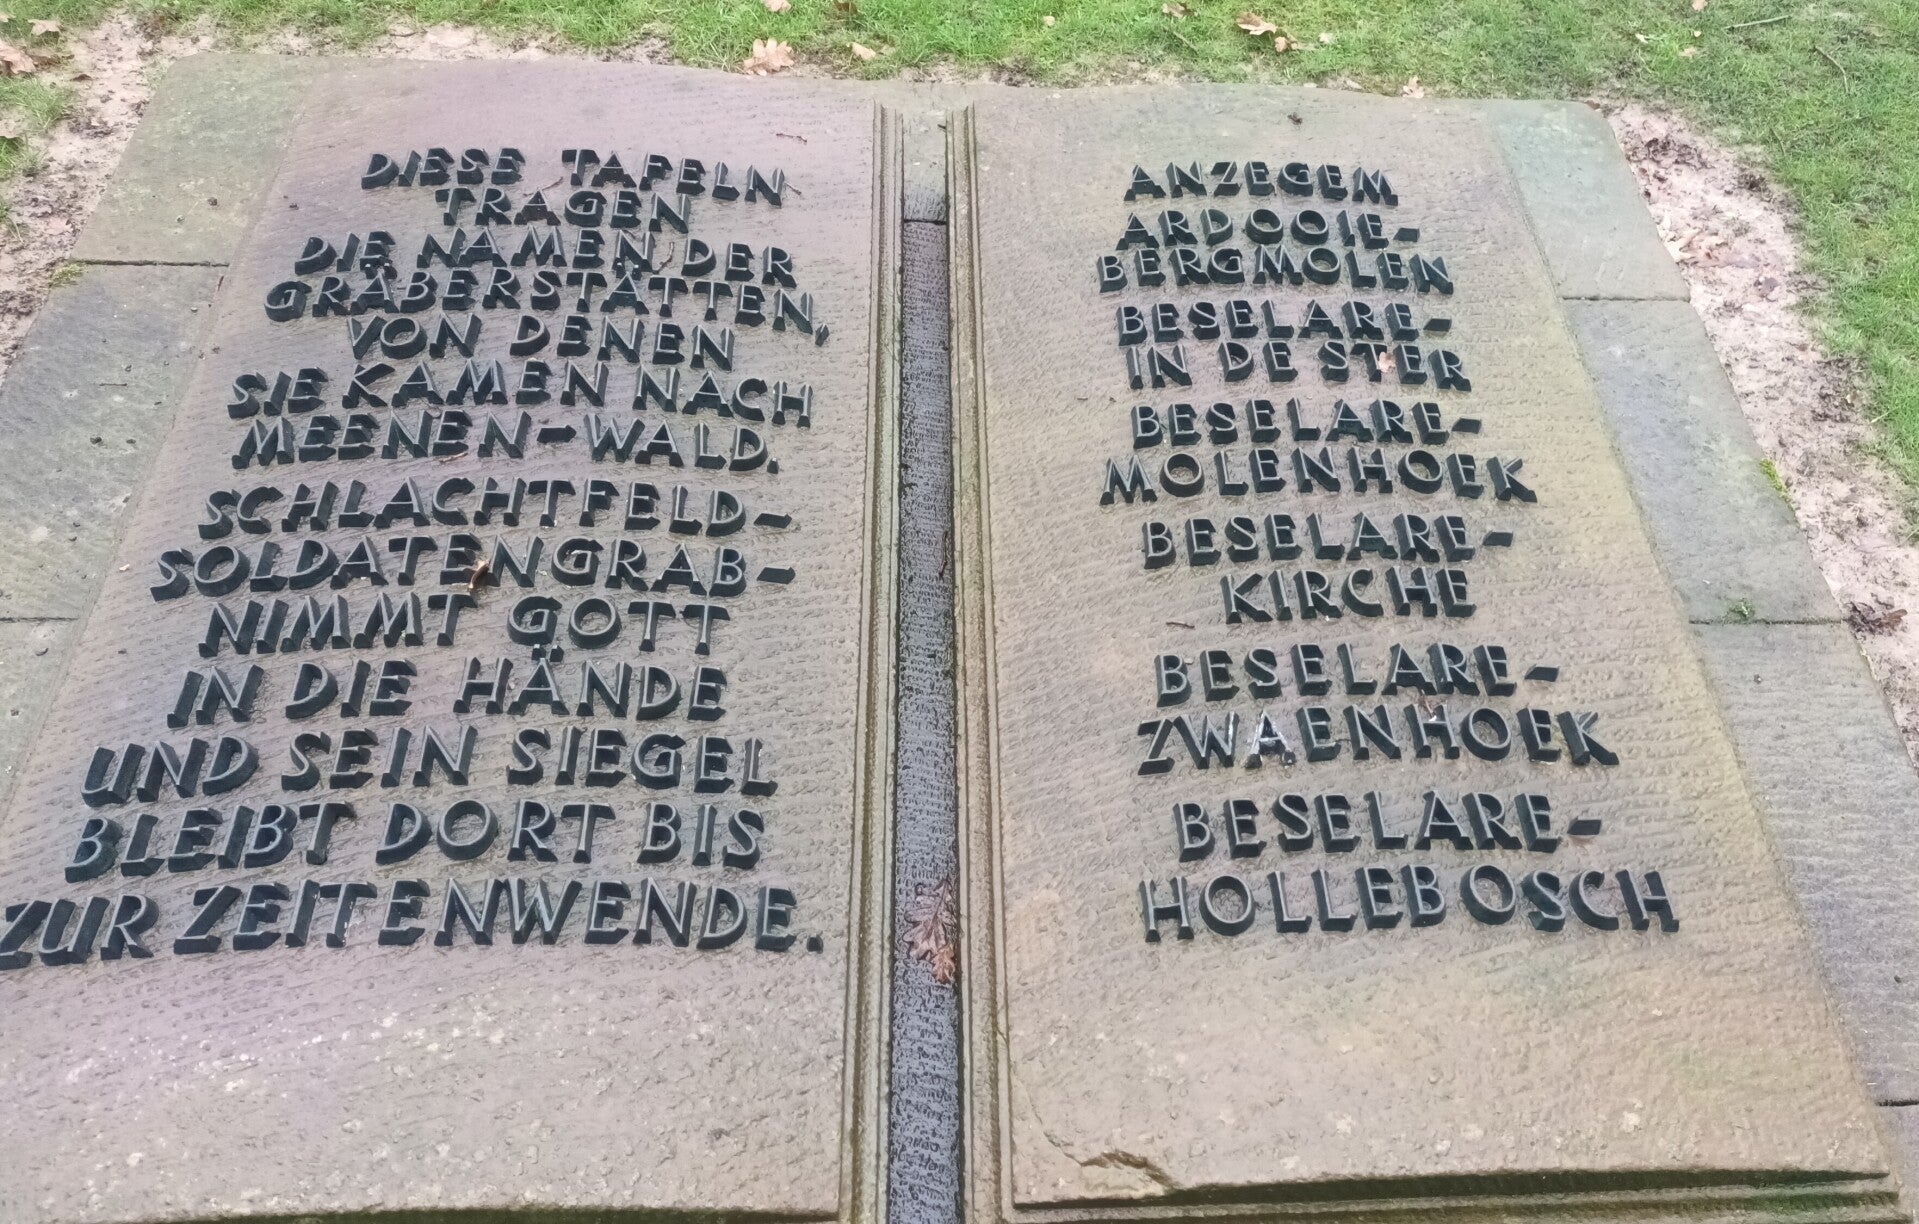 DIESE TAFELN
TRAGEN
DIE NAMEN DER
GRÄBERSTÄTTEN,
VON DENEN
SIE KAMEN NACH
MEENEN-WALD.
SCHLACHTFELD-
SOLDATENGRAB-
NIMMT GOTT
IN DIE HÄNDE
UND SEIN SIEGEL
BLEIBT DORT BIS
ZUR ZEITENWENDE.
ANZEGEM
ARDOOIE-
BERGMOLEN
BESELARE-
IN DE STER
BESELARE-
MOLENHOEK
BESELARE-
KIRCHE
BESELARE-
ZWAENHOEK
BESELARE-
HOLLEBOSCH